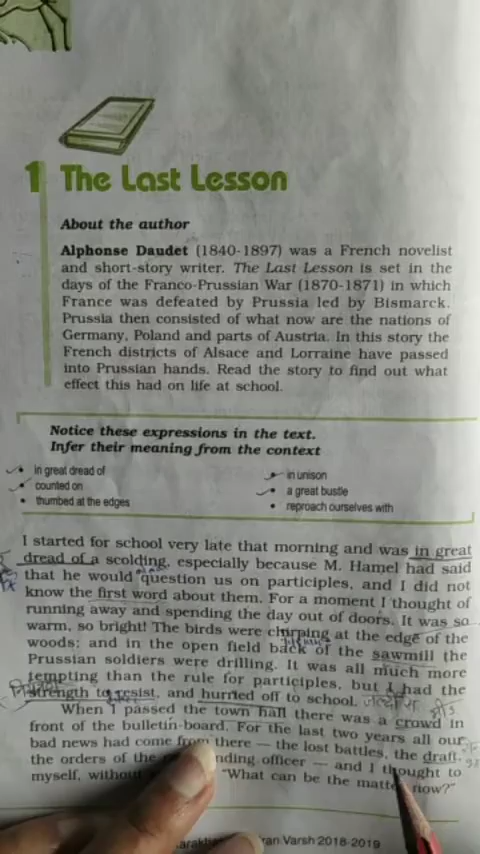 1 The Last Lesson
About the author
Alphonse Daudet (1840-1897) was a French novelist
and short-story writer. The Last Lesson is set in the
days of the Franco-Prussian War (1870-1871) in which
France was defeated by Prussia led by Bismarck.
Prussia then consisted of what now are the nations of
Germany, Poland and parts of Austria. In this story the
French districts of Alsace and Lorraine have passed
into Prussian hands. Read the story to find out what
effect this had on life at school.
Notice these expressions in the text.
Infer their meaning from the context
• in great dread of
• counted on
• thumbed at the edges
• in unison
• a great bustle
• reproach ourselves with
I started for school very late that morning and was in great
dread of a scolding, especially because M. Hamel had said
that he would question us on participles, and I did not
know the first word about them. For a moment I thought of
running away and spending the day out of doors. It was so
warm, so bright! The birds were chirping at the edge of the
woods; and in the open field back of the sawmill the
Prussian soldiers were drilling. It was all much more
tempting than the rule for participles, but I had the
strength to resist, and hurried off to school.
When I passed the town hall there was a crowd in
front of the bulletin-board. For the last two years all our
bad news had come from there — the lost battles, the draft,
the orders of the nding officer — and I thought to
myself, without "What can be the matter now?"
Varsh 2018-2019